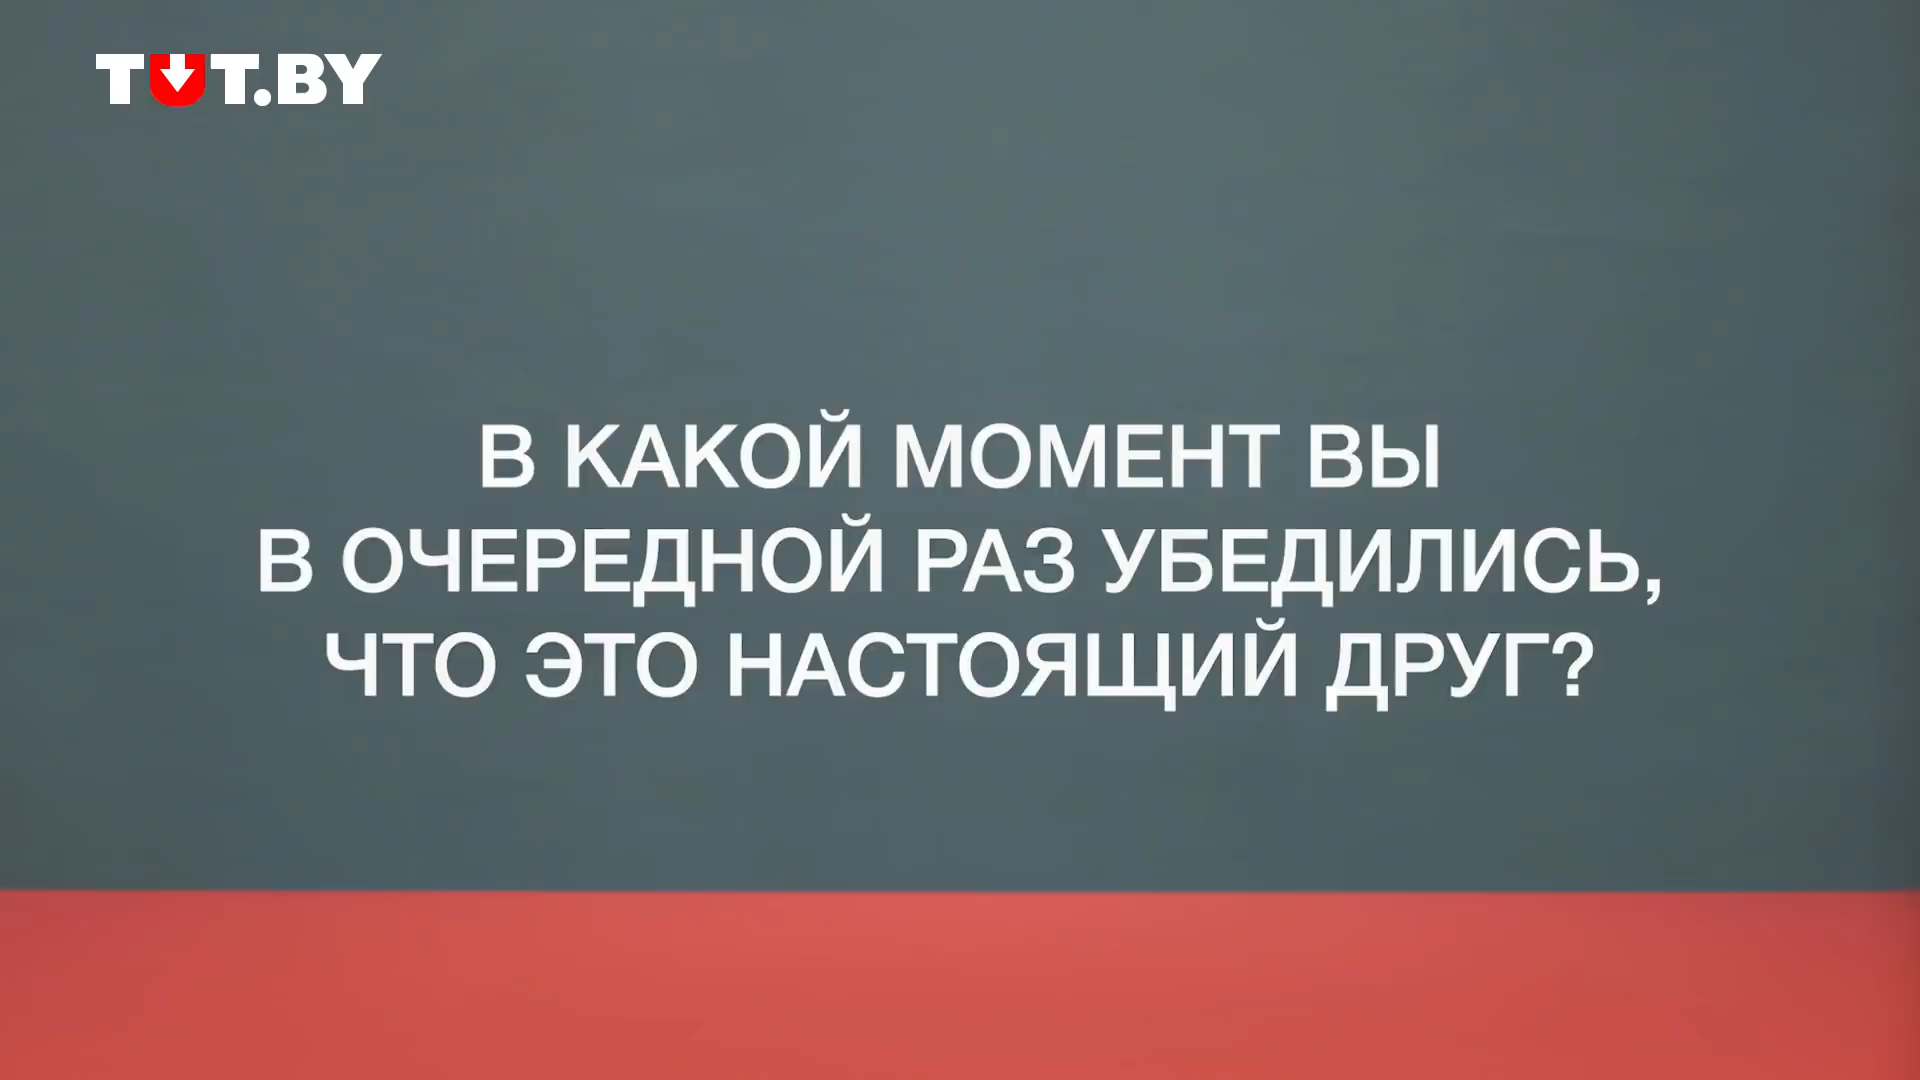 TUT.BY
В КАКОЙ МОМЕНТ ВЫ
В ОЧЕРЕДНОЙ РАЗ УБЕДИЛИСЬ,
ЧТО ЭТО НАСТОЯЩИЙ ДРУГ?